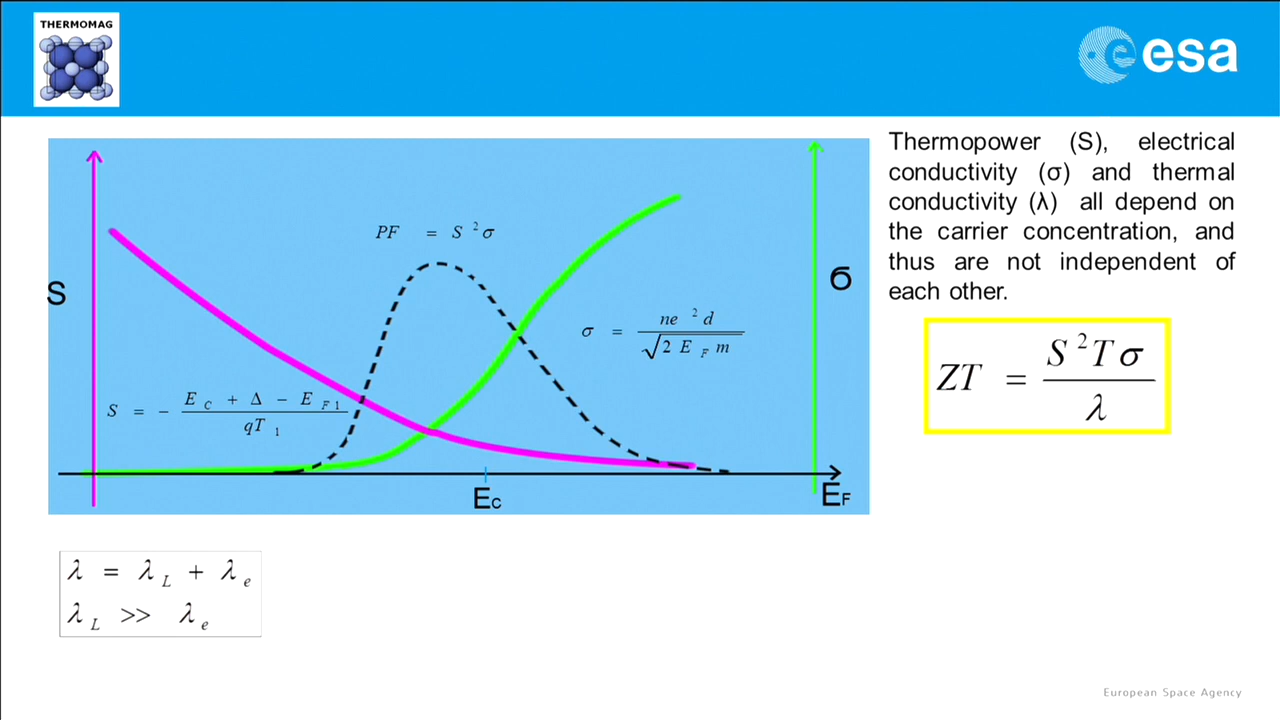 THERMOMAG
esa
Thermopower (S), electrical
conductivity (σ) and thermal
conductivity (λ) all depend on
the carrier concentration, and
thus are not independent of
each other.
PF = S²σ
S
σ
σ = ne²d / √2E_Fm
S = − (E_C + Δ − E_F1) / qT_1
E_C
E_F
ZT = S²Tσ / λ
λ = λ_L + λ_e
λ_L >> λ_e
European Space Agency